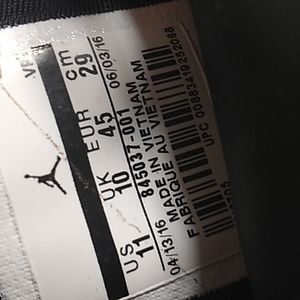 US UK EUR cm
11 10 45 29
845037-001
04/13/16 06/03/16
MADE IN VIETNAM
FABRIQUE AU VIETNAM
UPC 00883419252068